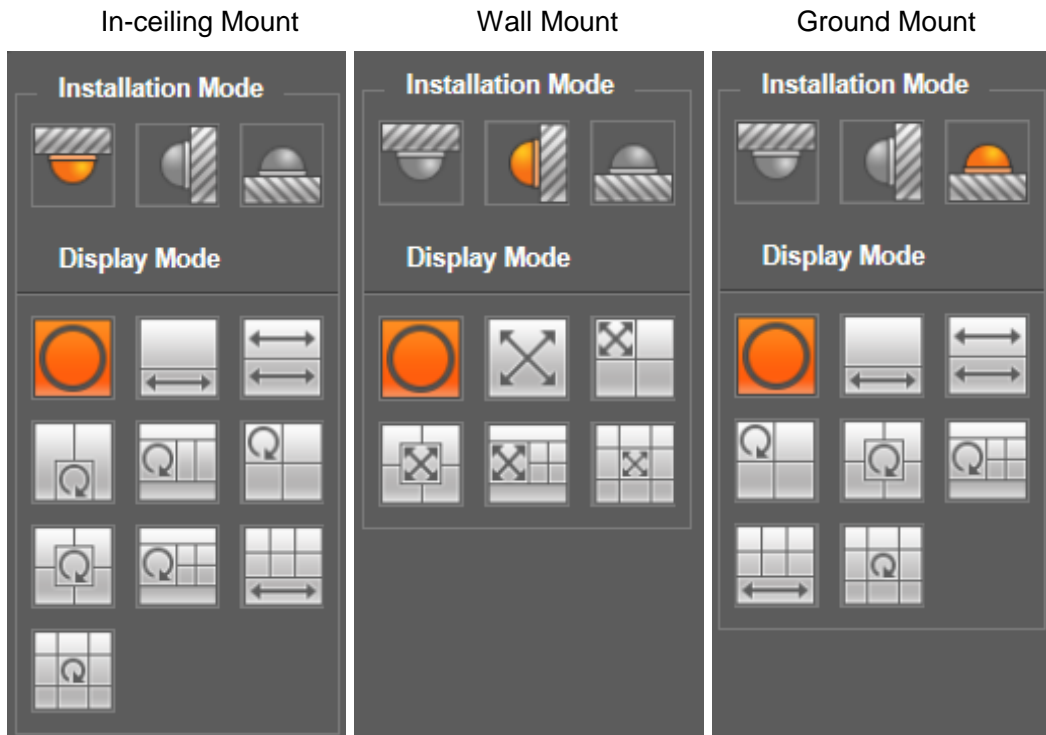 In-ceiling Mount
Wall Mount
Ground Mount
Installation Mode
Installation Mode
Installation Mode
Display Mode
Display Mode
Display Mode